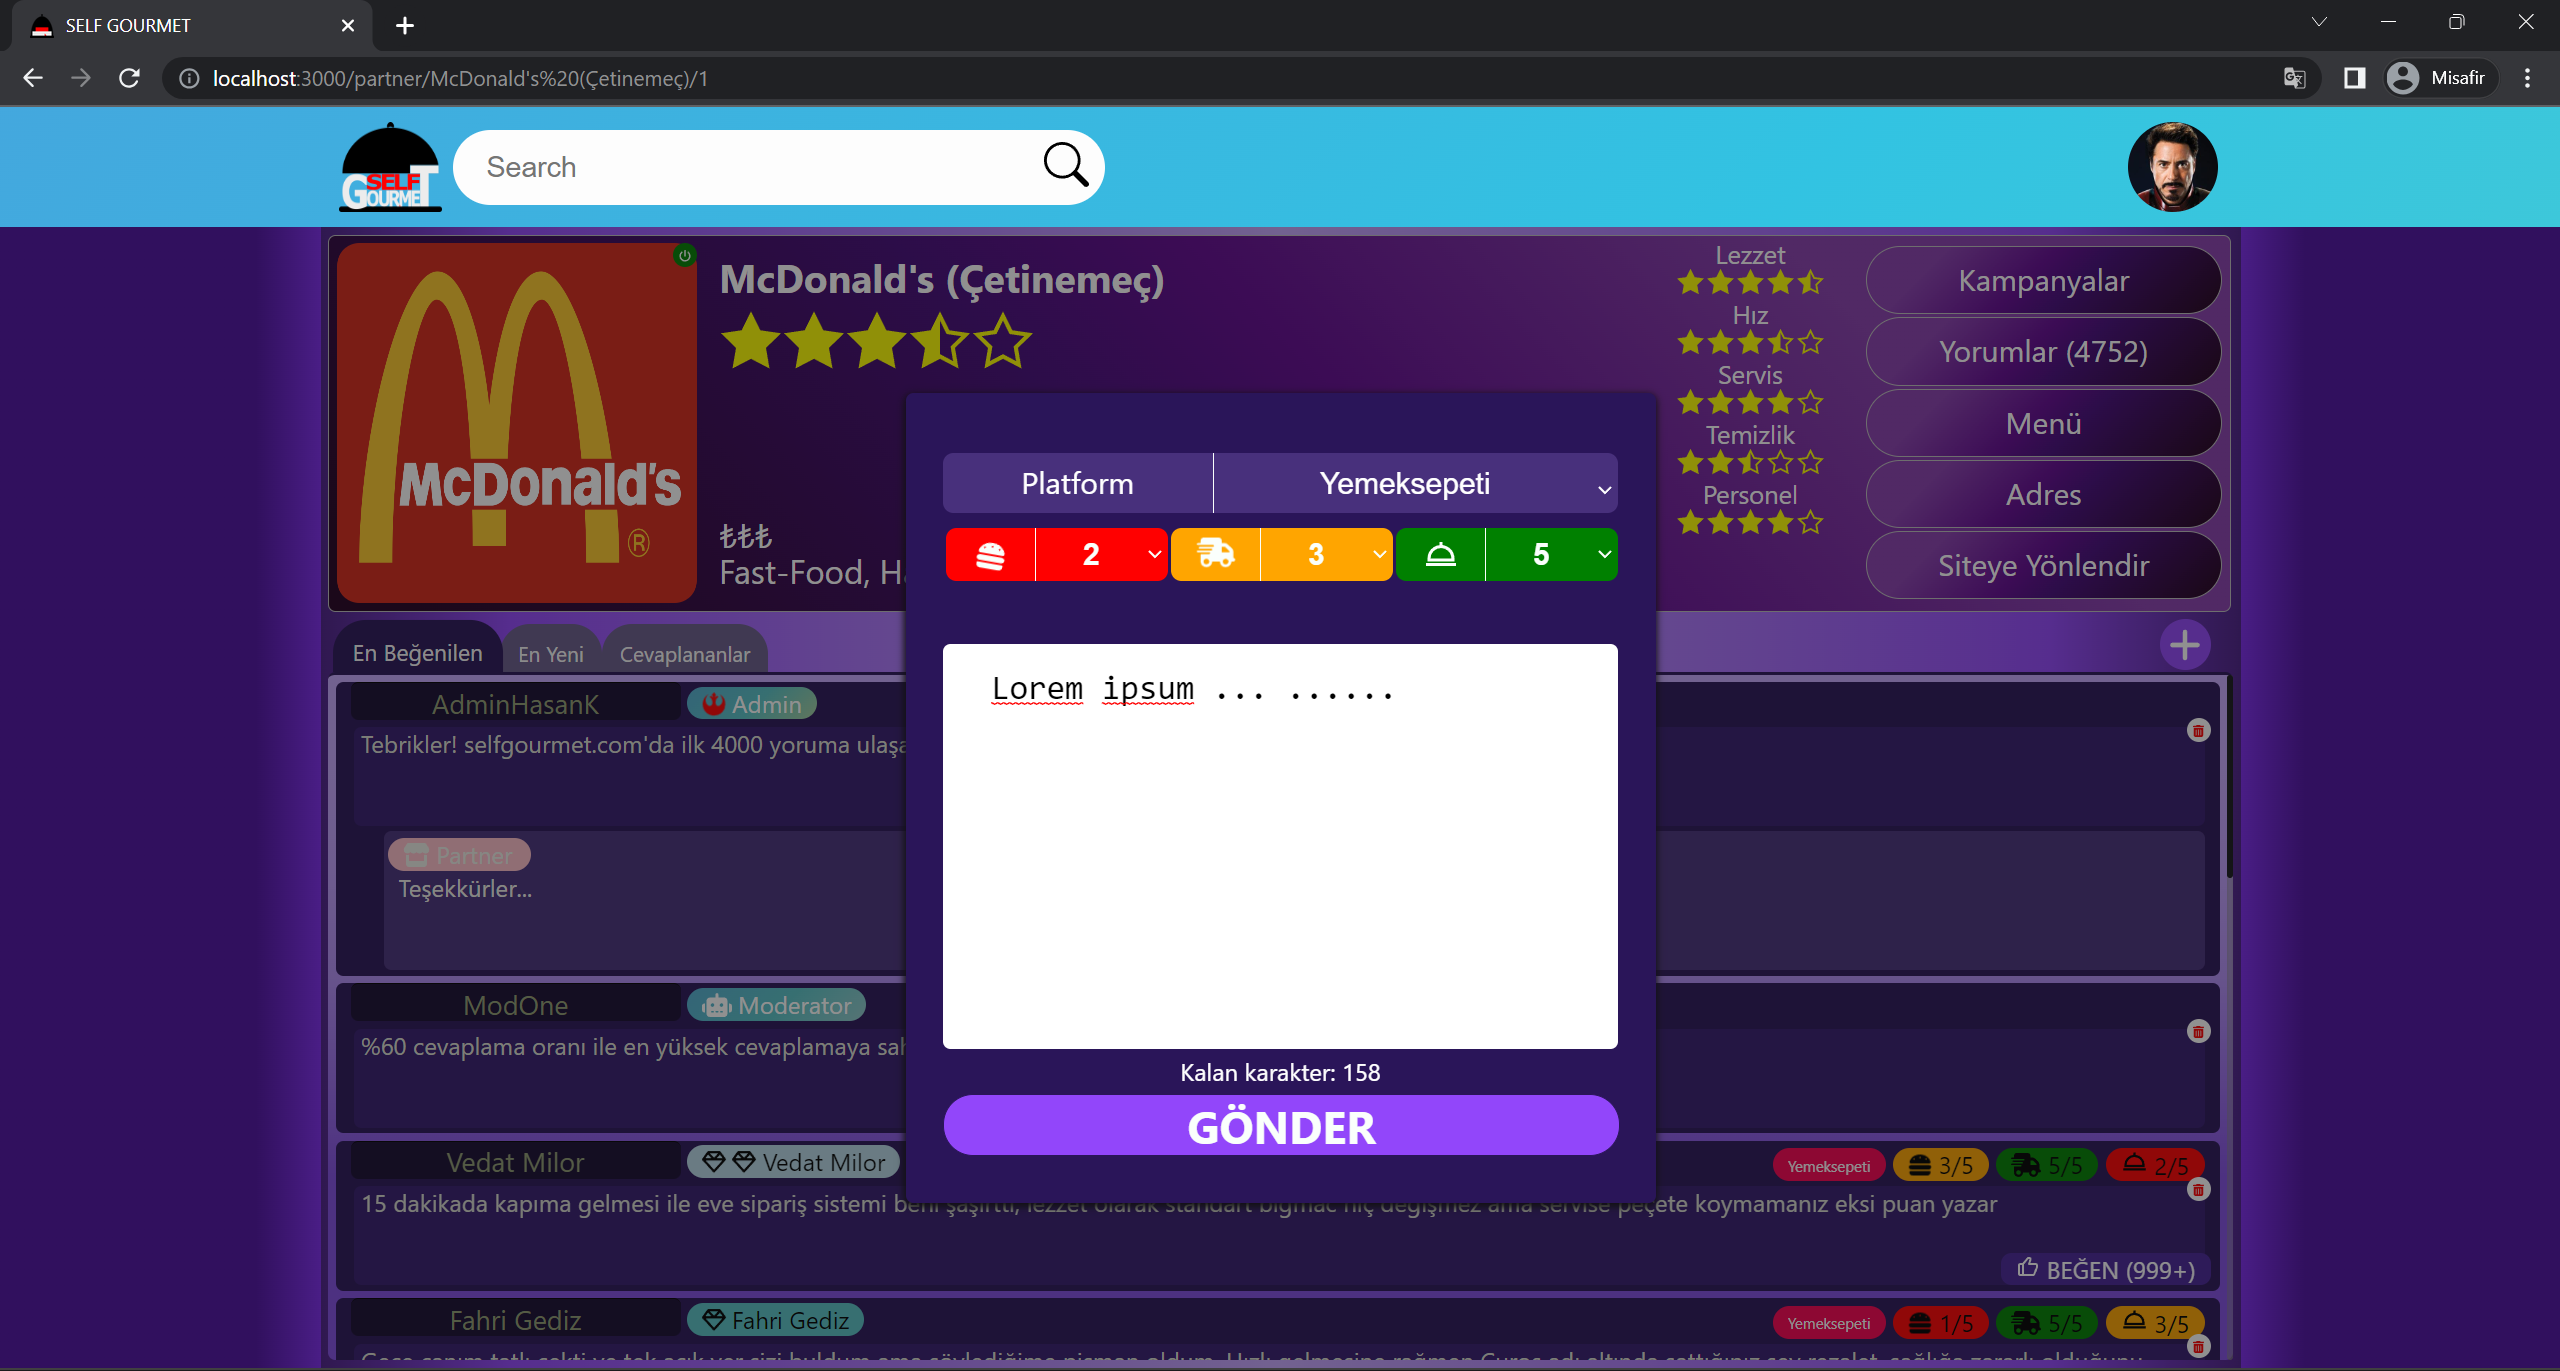 SELF GOURMET
localhost:3000/partner/McDonald's%20(Çetinemeç)/1
Misafir
SELF
GOURMET
Search
McDonald's
®
McDonald's (Çetinemeç)
₺₺₺
Fast-Food,
Lezzet
Hız
Servis
Temizlik
Personel
Kampanyalar
Yorumlar (4752)
Menü
Adres
Siteye Yönlendir
Platform
Yemeksepeti
2
3
5
Lorem ipsum ... ......
Kalan karakter: 158
GÖNDER
En Beğenilen
En Yeni
Cevaplananlar
AdminHasanK
Admin
Tebrikler! selfgourmet.com'da ilk 4000 yoruma
Partner
Teşekkürler...
ModOne
Moderator
%60 cevaplama oranı ile en yüksek cevaplamaya
Vedat Milor
Vedat Milor
Yemeksepeti
3/5
5/5
2/5
15 dakikada kapıma gelmesi ile eve sipariş sistemi beni şaşırttı, lezzet olarak standart bigmac hiç değişmez ama servise peçete koymamanız eksi puan yazar
BEĞEN (999+)
Fahri Gediz
Fahri Gediz
Yemeksepeti
1/5
5/5
3/5